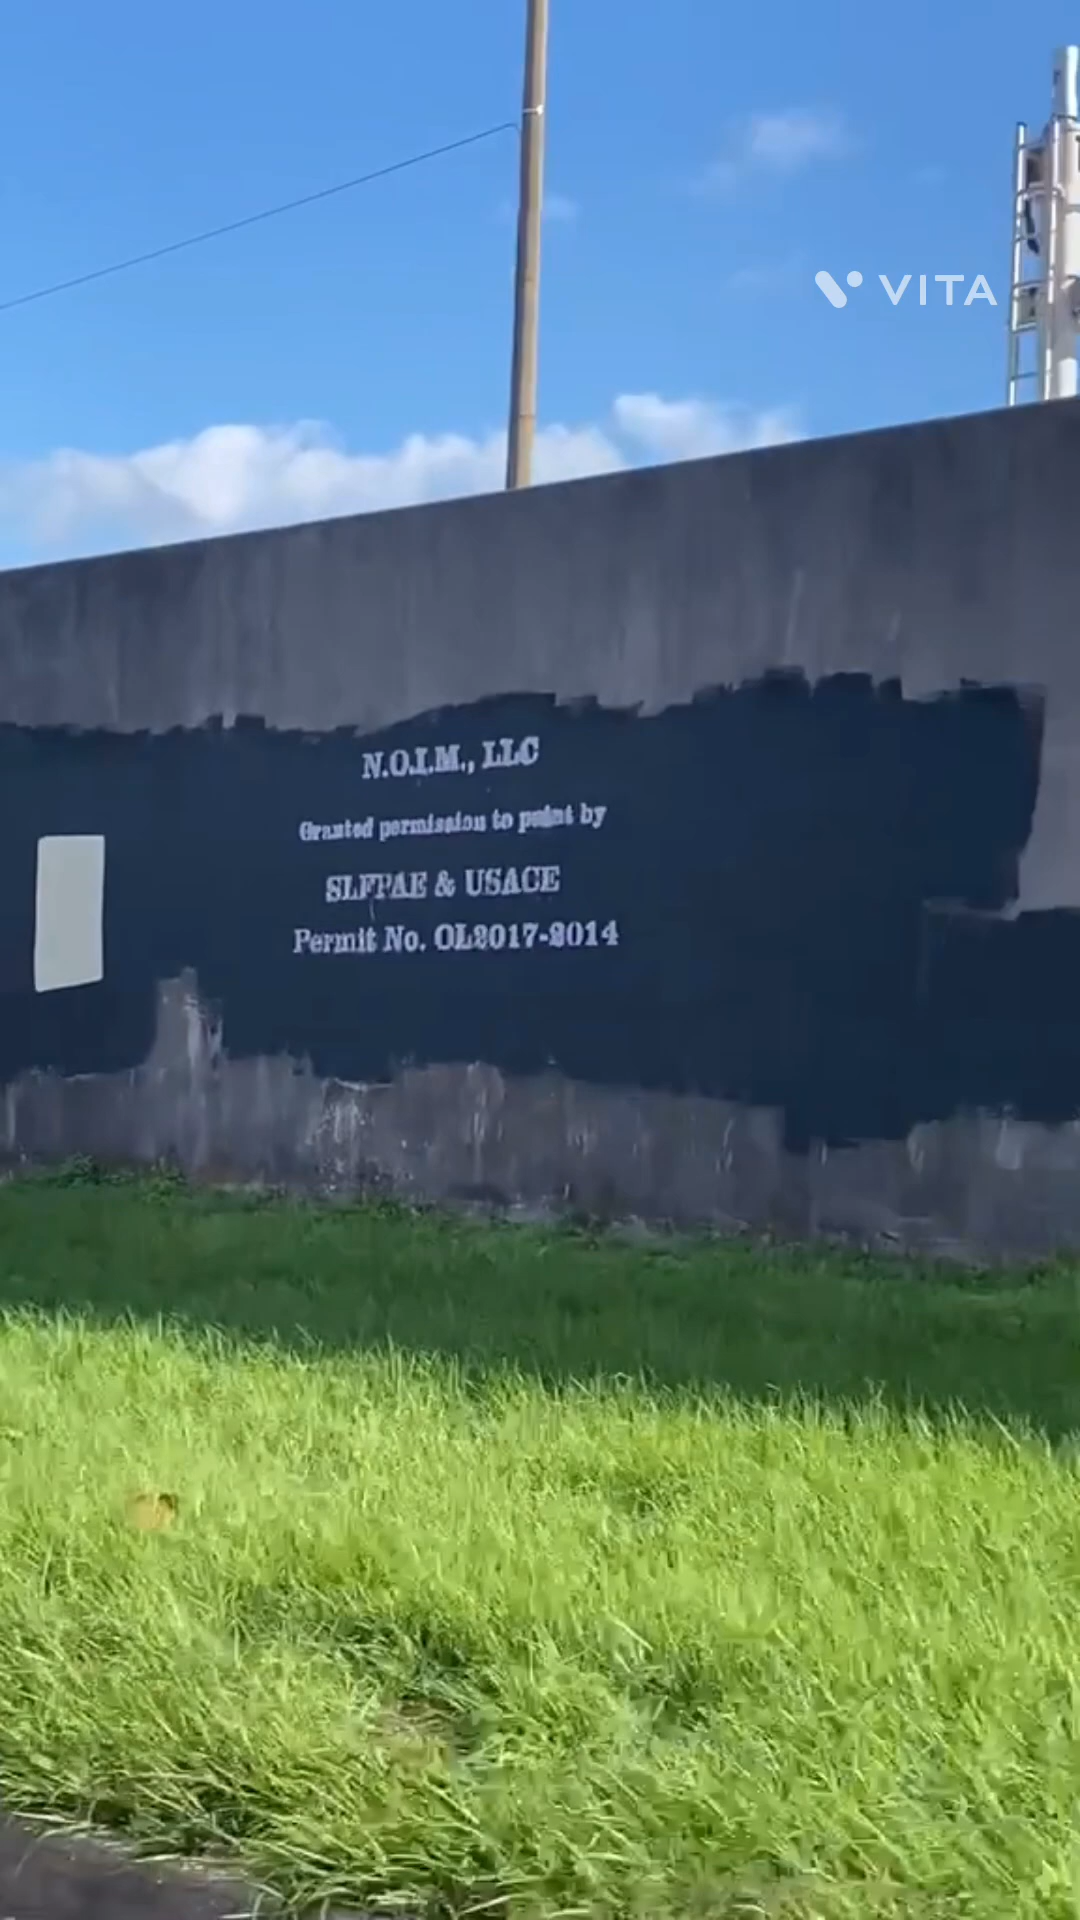 VITA
N.O.I.M., LLC
Granted permission to paint by
SLFPAE & USACE
Permit No. OL2017-2014